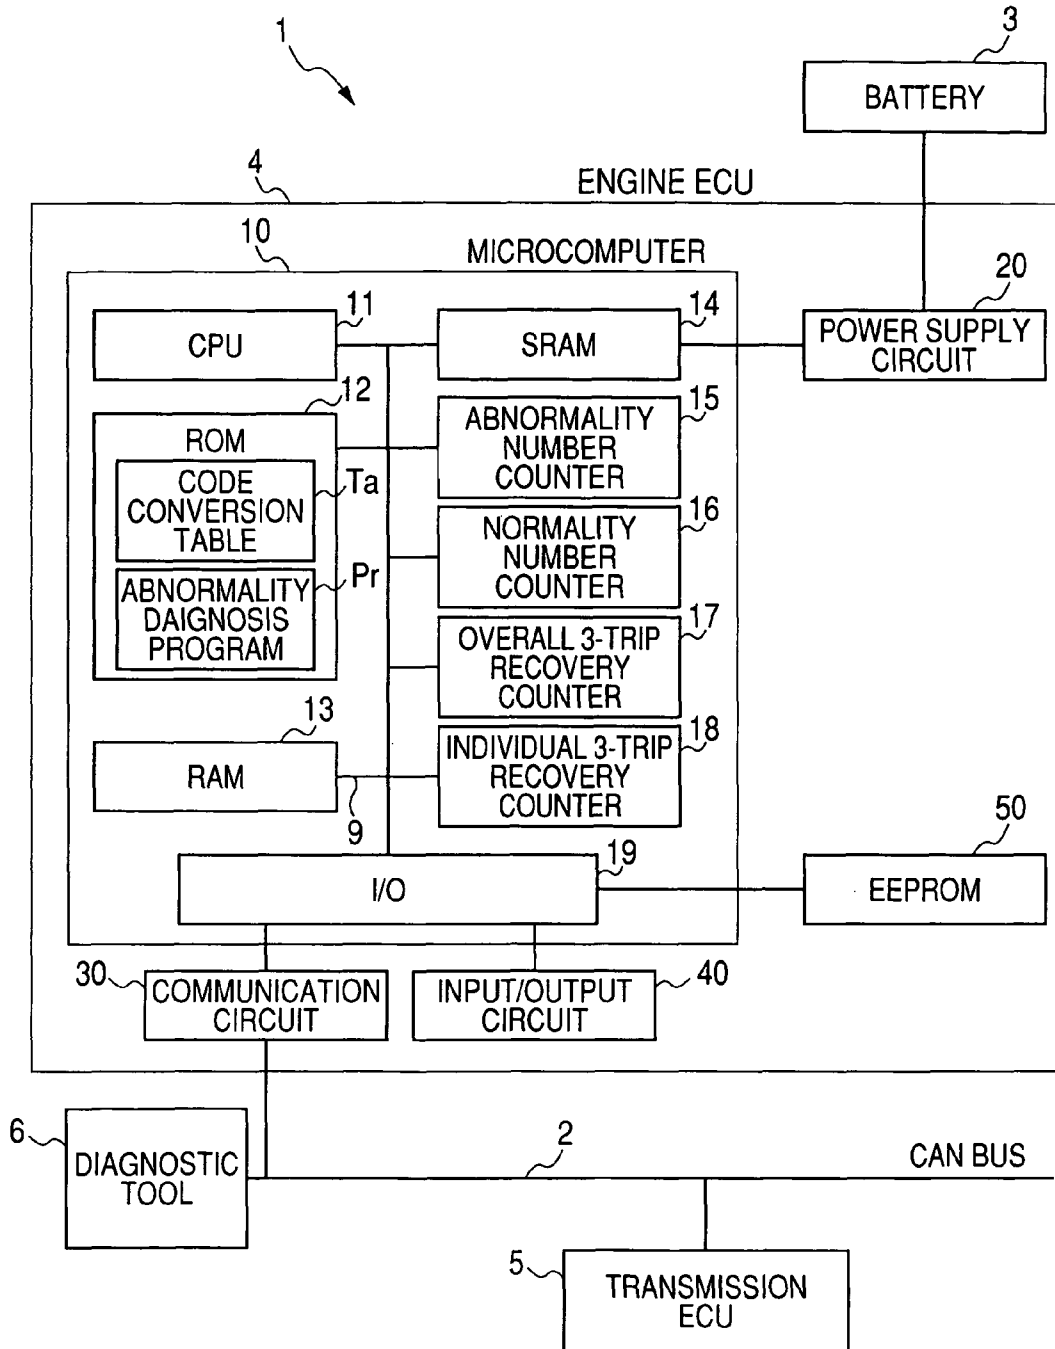 1
3
BATTERY
4
ENGINE ECU
10
MICROCOMPUTER
20
POWER SUPPLY
CIRCUIT
11
CPU
14
SRAM
12
ROM
CODE
CONVERSION
TABLE
Ta
ABNORMALITY
DAIGNOSIS
PROGRAM
Pr
15
ABNORMALITY
NUMBER
COUNTER
16
NORMALITY
NUMBER
COUNTER
17
OVERALL 3-TRIP
RECOVERY
COUNTER
13
RAM
9
18
INDIVIDUAL 3-TRIP
RECOVERY
COUNTER
19
I/O
50
EEPROM
30
COMMUNICATION
CIRCUIT
40
INPUT/OUTPUT
CIRCUIT
6
DIAGNOSTIC
TOOL
2
CAN BUS
5
TRANSMISSION
ECU